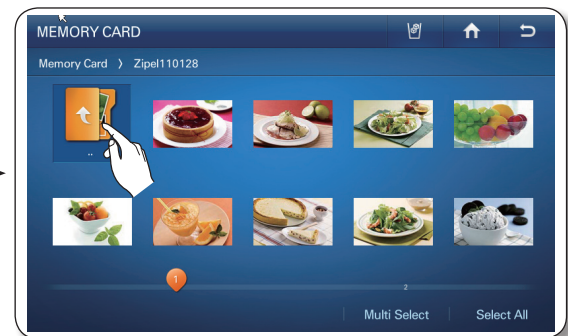 MEMORY CARD
Memory Card 〉 Zipel110128
..
1
2
Multi Select
Select All